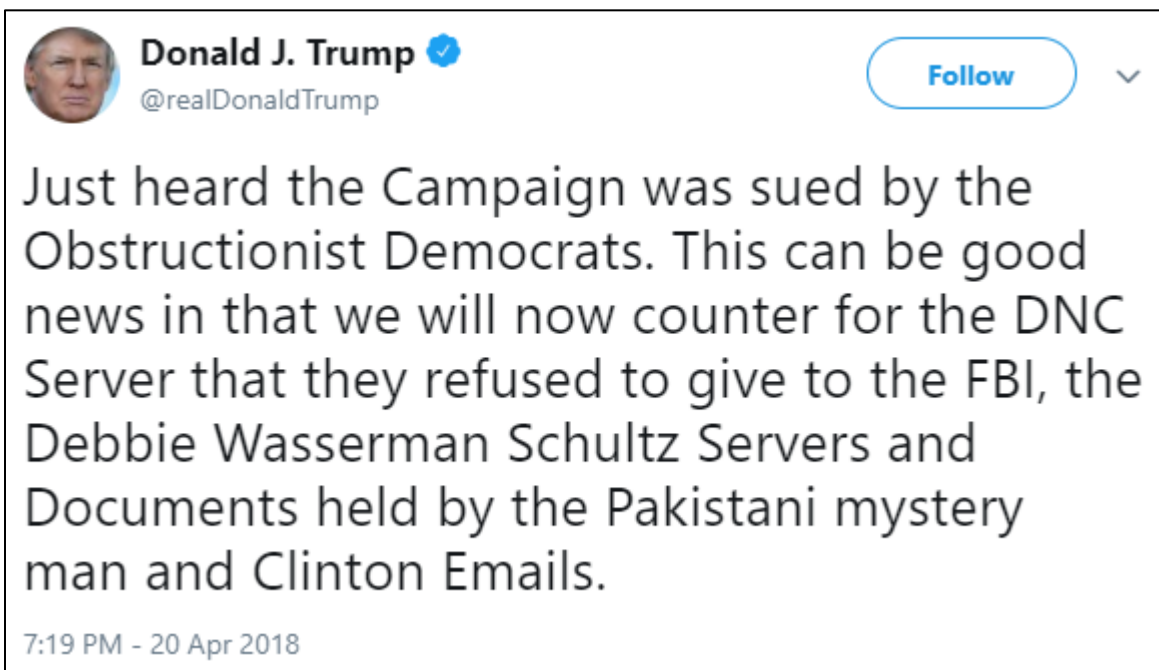 Donald J. Trump
@realDonaldTrump
Follow
Just heard the Campaign was sued by the
Obstructionist Democrats. This can be good
news in that we will now counter for the DNC
Server that they refused to give to the FBI, the
Debbie Wasserman Schultz Servers and
Documents held by the Pakistani mystery
man and Clinton Emails.
7:19 PM - 20 Apr 2018